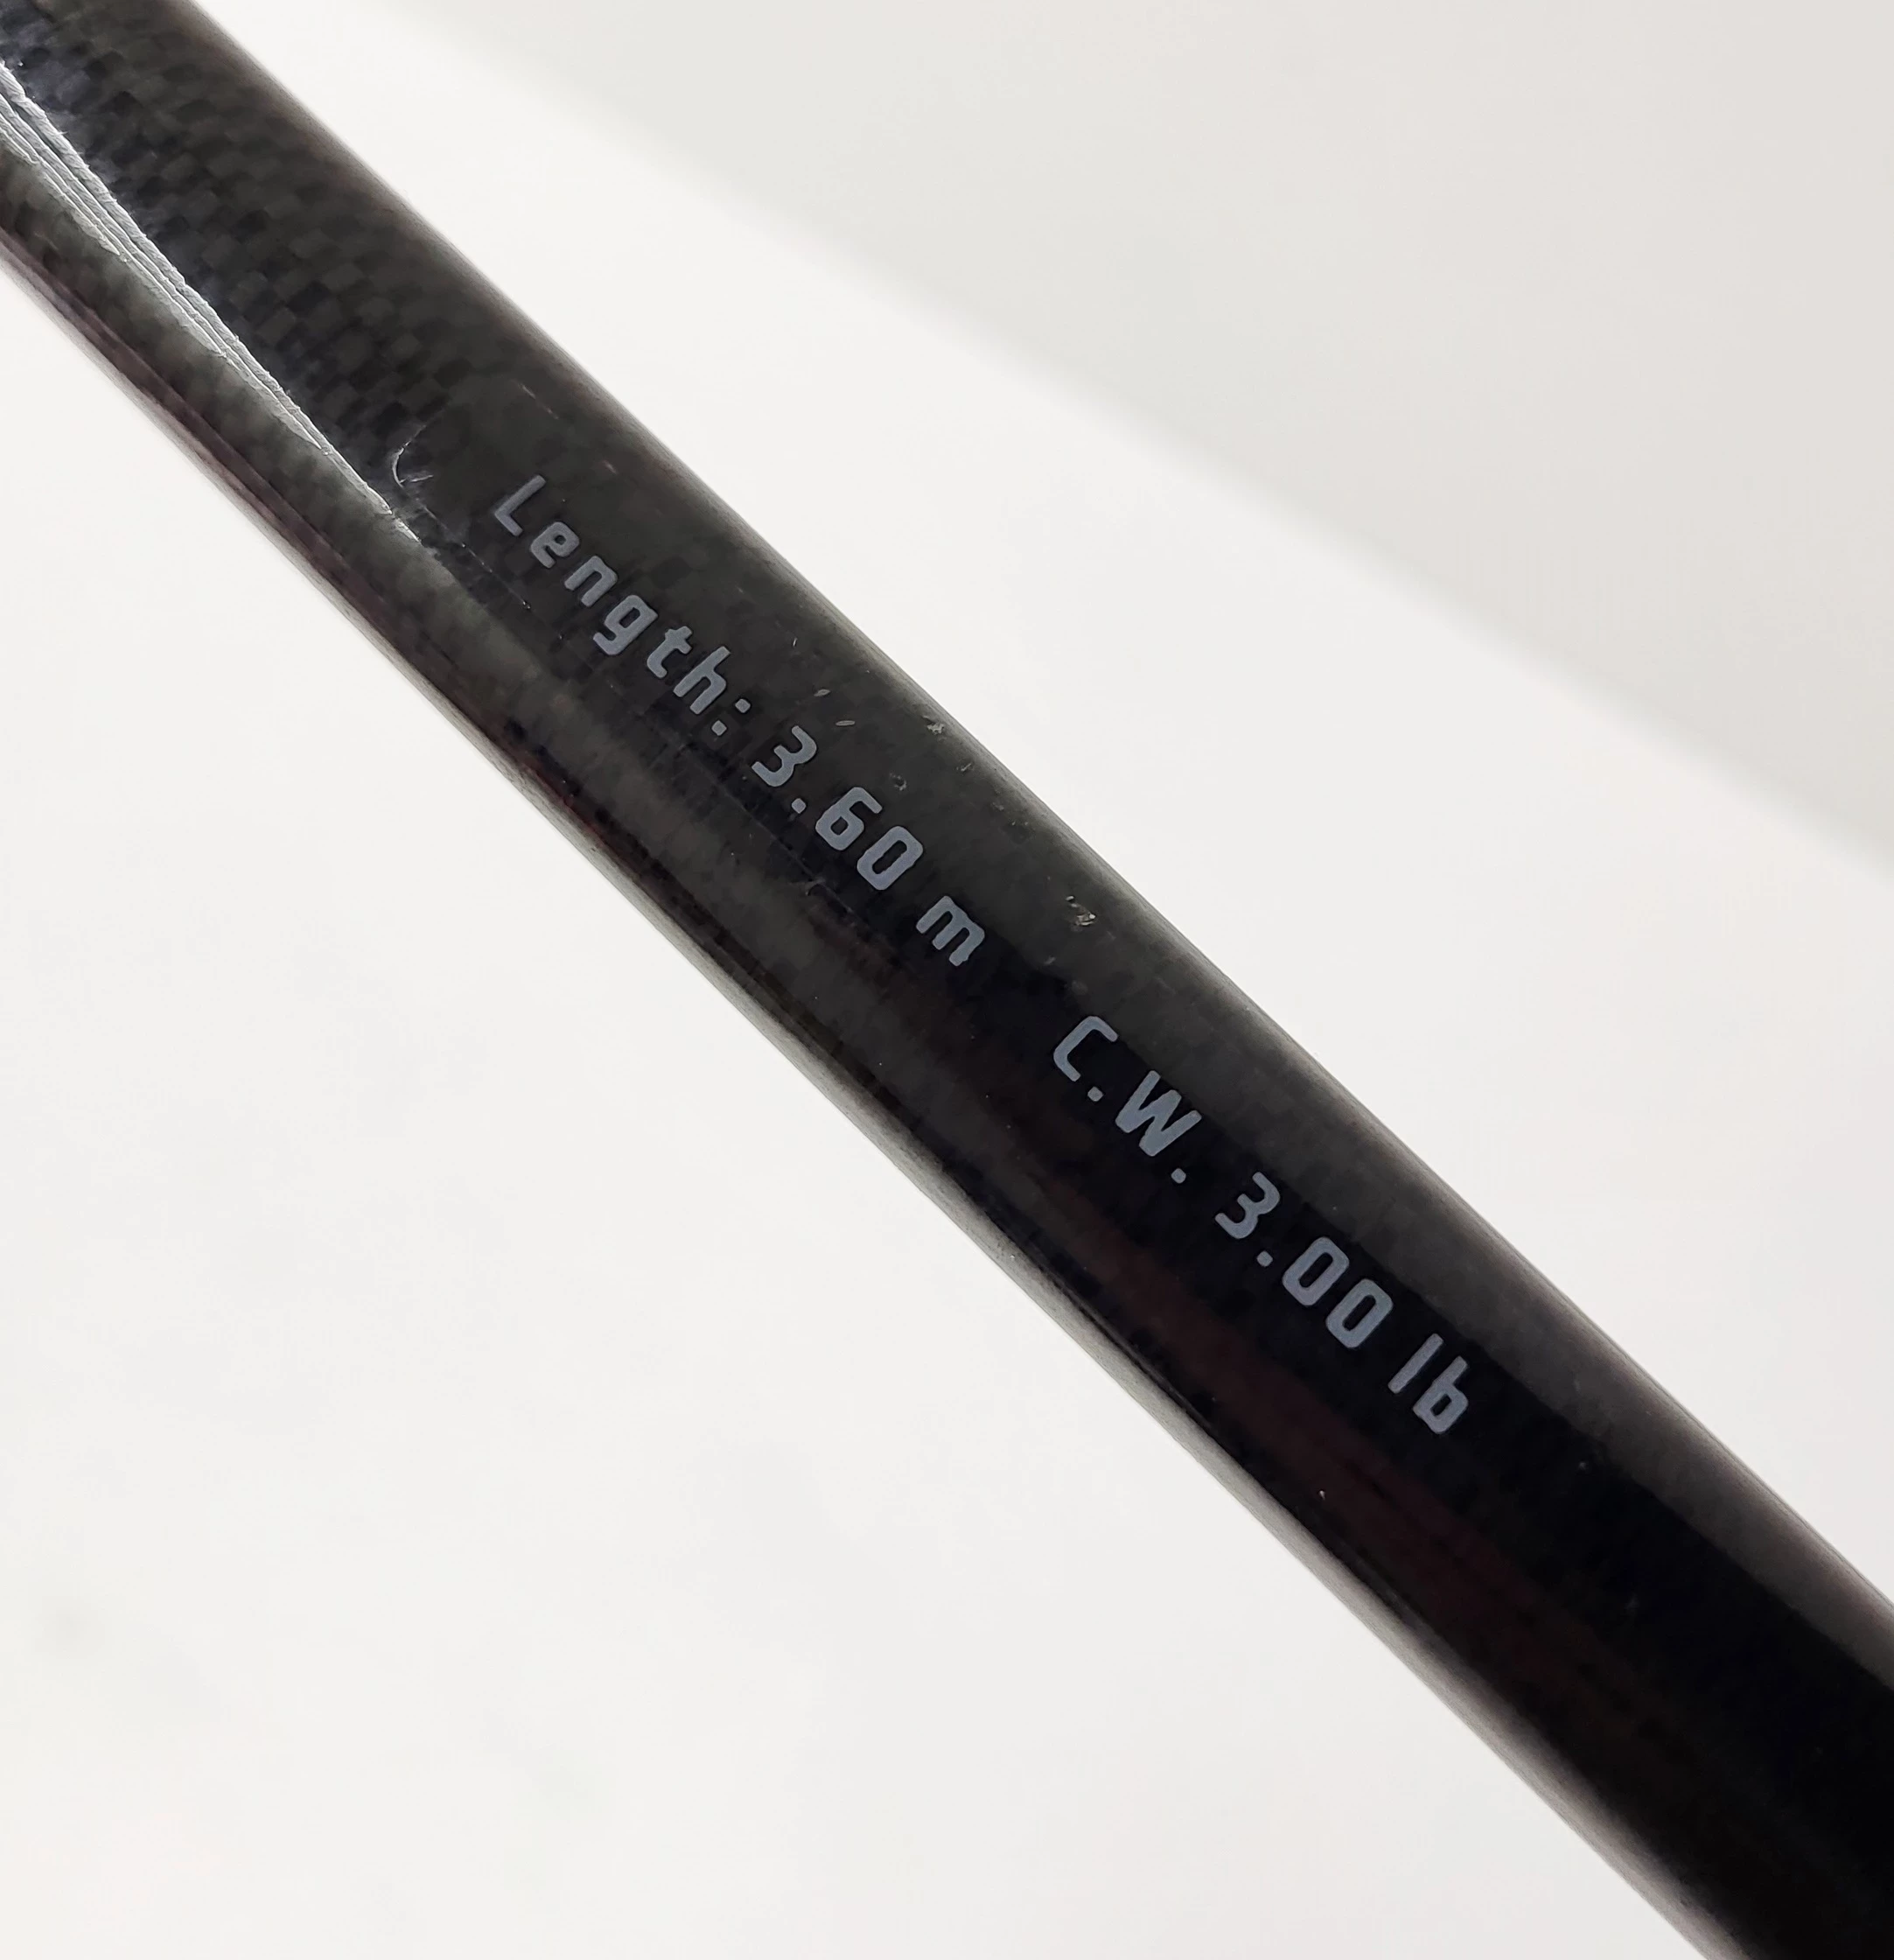 Length: 3.60 m C.W. 3.00 lb